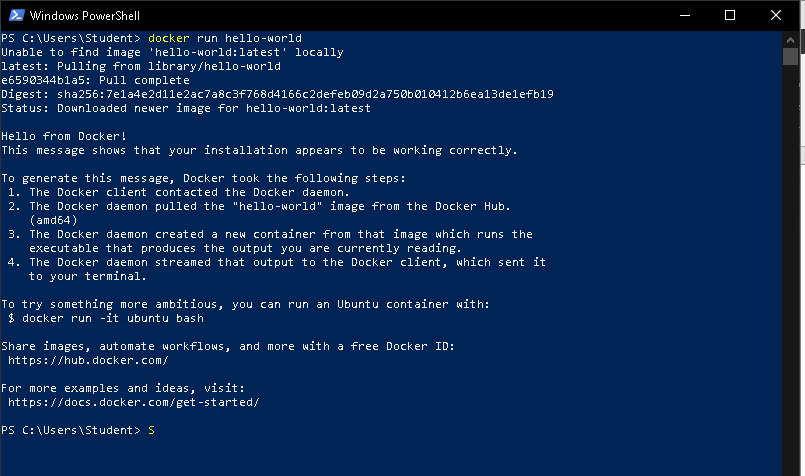 Windows PowerShell
PS C:\Users\Student> docker run hello-world
Unable to find image 'hello-world:latest' locally
latest: Pulling from library/hello-world
e6590344b1a5: Pull complete
Digest: sha256:7e1a4e2d11e2ac7a8c3f768d4166c2defeb09d2a750b010412b6ea13de1efb19
Status: Downloaded newer image for hello-world:latest
Hello from Docker!
This message shows that your installation appears to be working correctly.
To generate this message, Docker took the following steps:
1. The Docker client contacted the Docker daemon.
2. The Docker daemon pulled the "hello-world" image from the Docker Hub.
(amd64)
3. The Docker daemon created a new container from that image which runs the
executable that produces the output you are currently reading.
4. The Docker daemon streamed that output to the Docker client, which sent it
to your terminal.
To try something more ambitious, you can run an Ubuntu container with:
$ docker run -it ubuntu bash
Share images, automate workflows, and more with a free Docker ID:
https://hub.docker.com/
For more examples and ideas, visit:
https://docs.docker.com/get-started/
PS C:\Users\Student> S